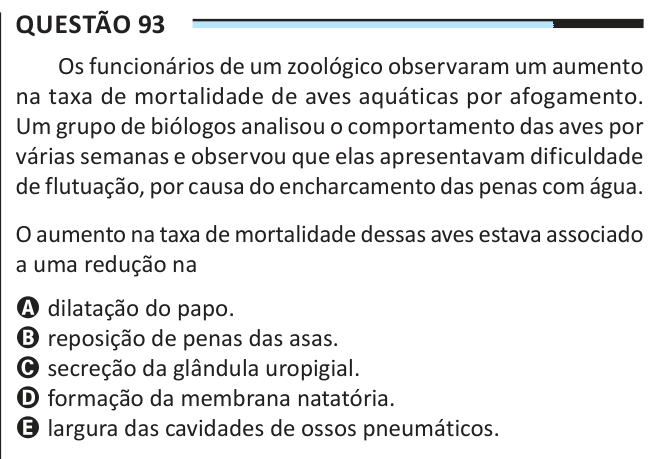 QUESTÃO 93
Os funcionários de um zoológico observaram um aumento
na taxa de mortalidade de aves aquáticas por afogamento.
Um grupo de biólogos analisou o comportamento das aves por
várias semanas e observou que elas apresentavam dificuldade
de flutuação, por causa do encharcamento das penas com água.
O aumento na taxa de mortalidade dessas aves estava associado
a uma redução na
A dilatação do papo.
B reposição de penas das asas.
C secreção da glândula uropigial.
D formação da membrana natatória.
E largura das cavidades de ossos pneumáticos.